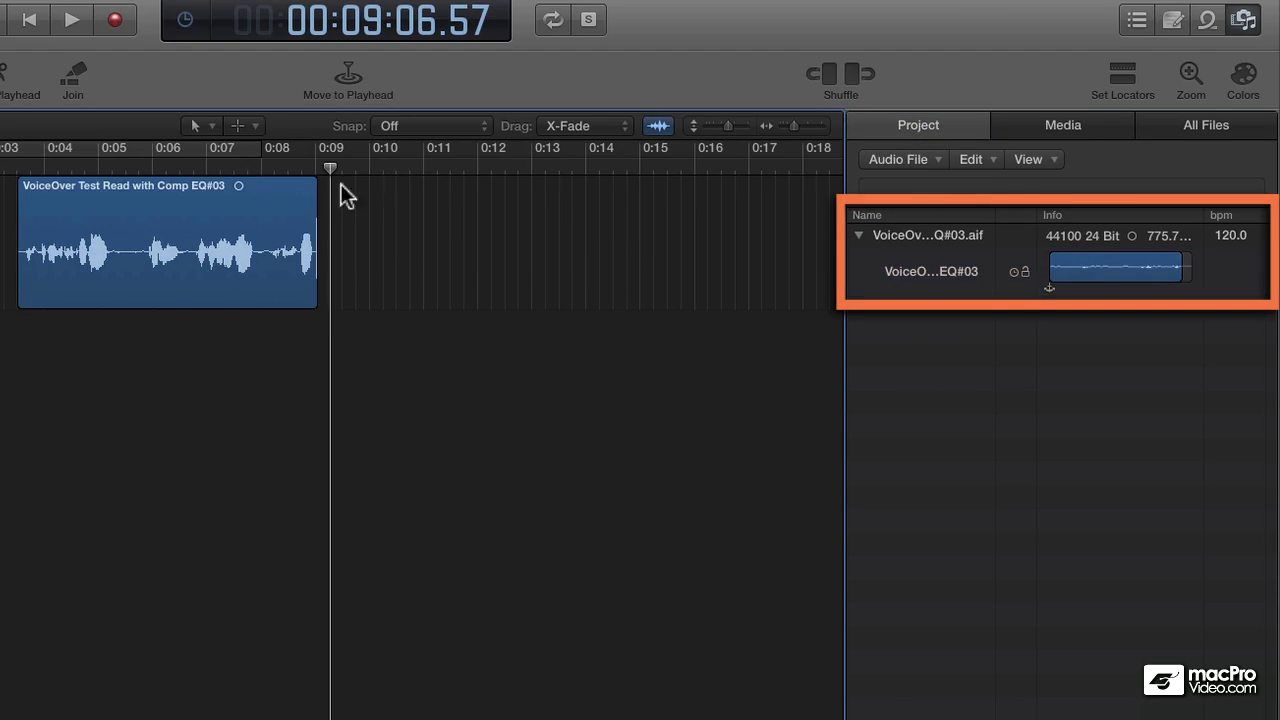 00:00:09:06.57
S
Playhead
Join
Move to Playhead
Shuffle
Set Locators
Zoom
Colors
Snap: Off
Drag: X-Fade
Project
Media
All Files
0:03 0:04 0:05 0:06 0:07 0:08 0:09 0:10 0:11 0:12 0:13 0:14 0:15 0:16 0:17 0:18
Audio File
Edit
View
VoiceOver Test Read with Comp EQ#03
Name
Info
bpm
VoiceOv...Q#03.aif
44100 24 Bit
775.7...
120.0
VoiceO...EQ#03
macPro
Video.com